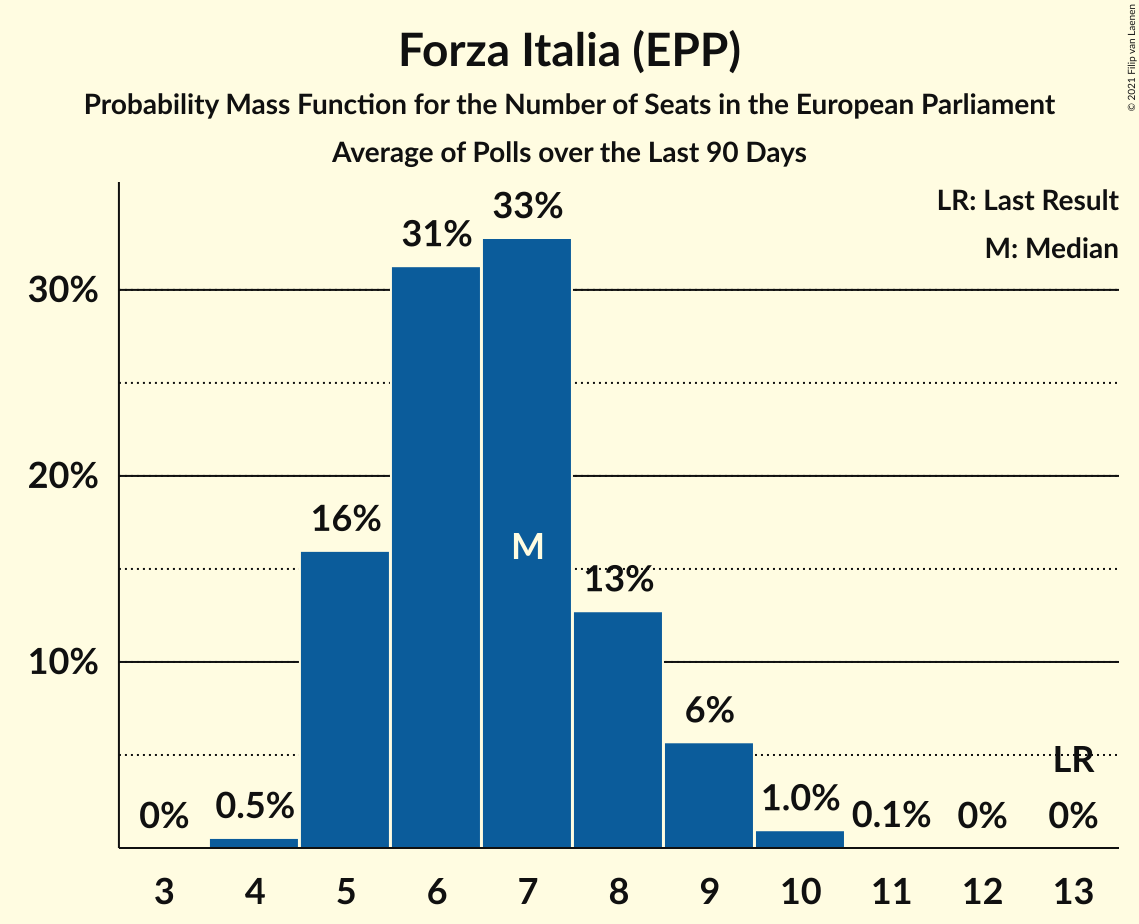 Forza Italia (EPP)
Probability Mass Function for the Number of Seats in the European Parliament
Average of Polls over the Last 90 Days
© 2021 Filip van Laenen
LR: Last Result
M: Median
30%
20%
10%
0%
0.5%
16%
31%
33%
M
13%
6%
1.0%
0.1%
0%
LR
0%
3 4 5 6 7 8 9 10 11 12 13